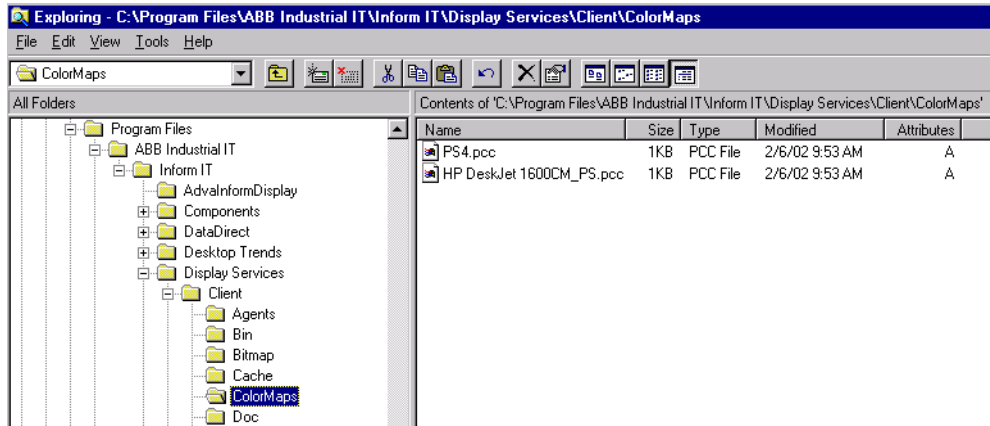 Exploring - C:\Program Files\ABB Industrial IT\Inform IT\Display Services\Client\ColorMaps
File Edit View Tools Help
ColorMaps
All Folders
Contents of 'C:\Program Files\ABB Industrial IT\Inform IT\Display Services\Client\ColorMaps'
Program Files
ABB Industrial IT
Inform IT
AdvaInformDisplay
Components
DataDirect
Desktop Trends
Display Services
Client
Agents
Bin
Bitmap
Cache
ColorMaps
Doc
Name Size Type Modified Attributes
PS4.pcc 1KB PCC File 2/6/02 9:53 AM A
HP DeskJet 1600CM_PS.pcc 1KB PCC File 2/6/02 9:53 AM A